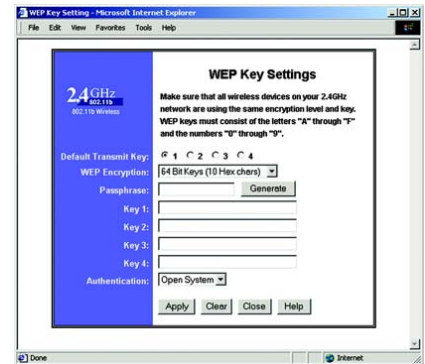 WEP Key Setting - Microsoft Internet Explorer
File Edit View Favorites Tools Help
2.4 GHz
802.11b
802.11b Wireless
WEP Key Settings
Make sure that all wireless devices on your 2.4GHz
network are using the same encryption level and key.
WEP keys must consist of the letters "A" through "F"
and the numbers "0" through "9".
Default Transmit Key: 1 2 3 4
WEP Encryption: 64 Bit Keys (10 Hex chars)
Passphrase: Generate
Key 1:
Key 2:
Key 3:
Key 4:
Authentication: Open System
Apply Clear Close Help
Done Internet